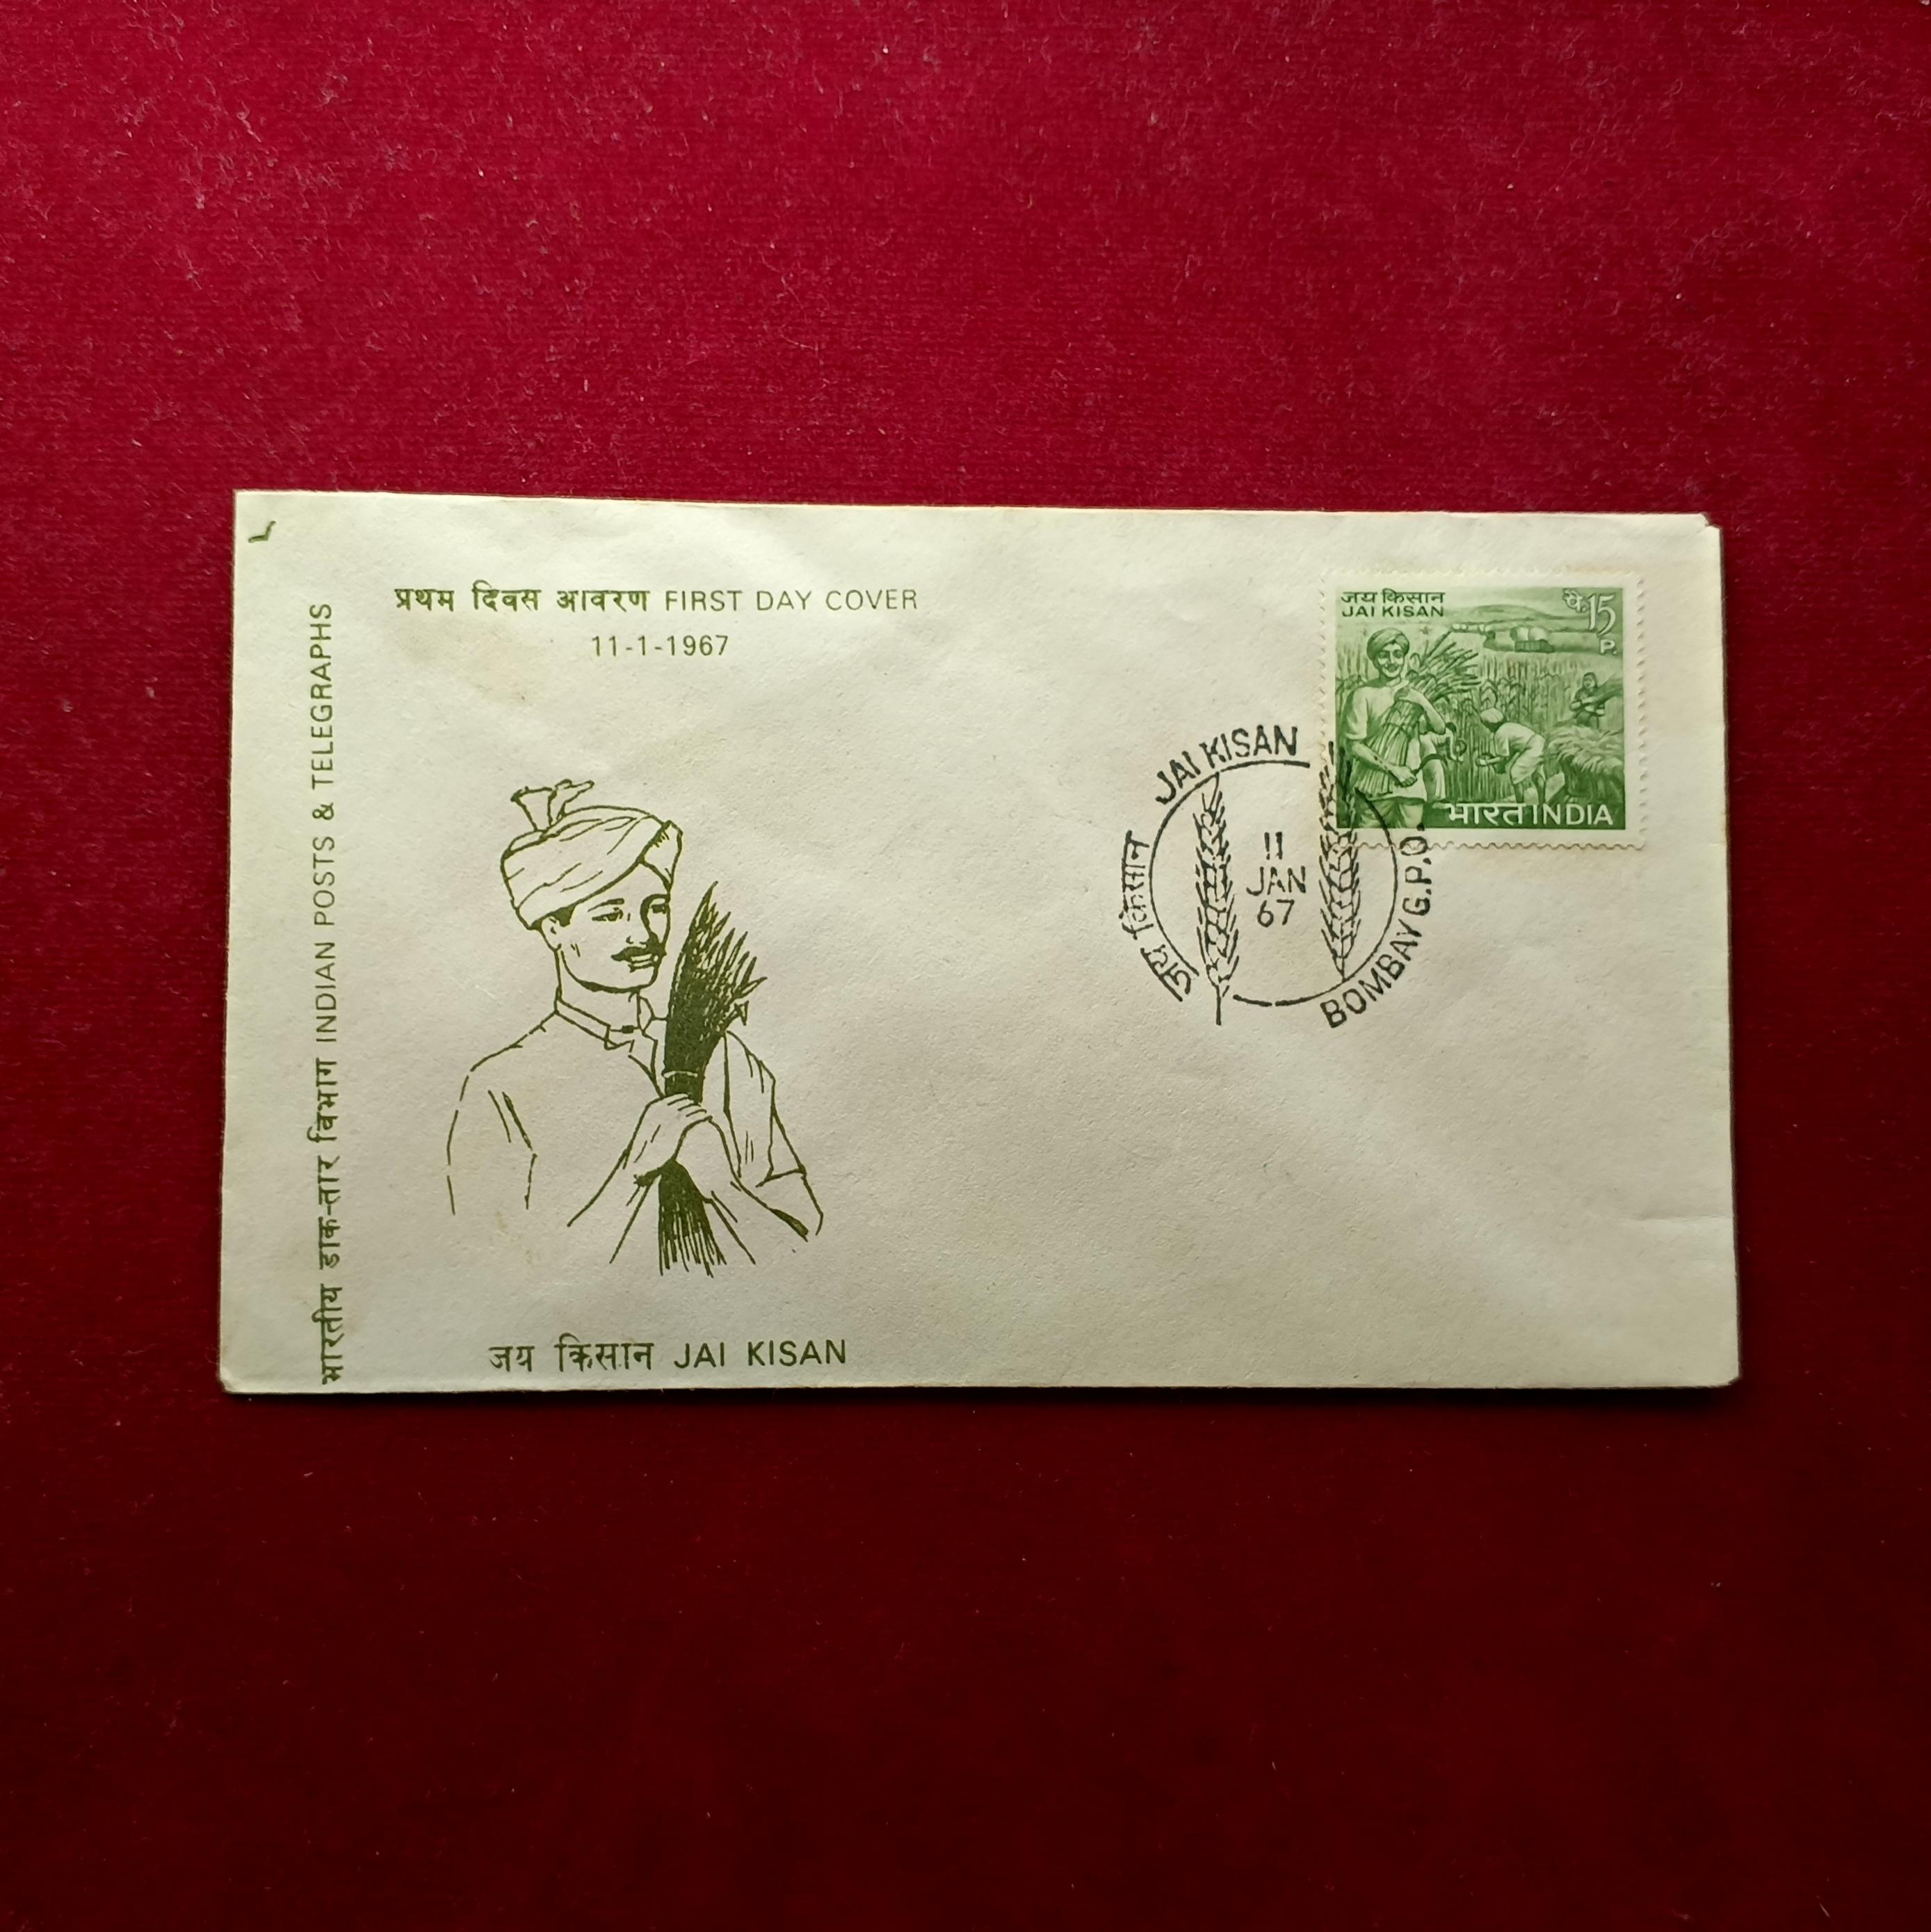 प्रथम दिवस आवरण FIRST DAY COVER
11-1-1967
भारतीय डाक-तार विभाग INDIAN POSTS & TELEGRAPHS
जय किसान JAI KISAN
जय किसान
JAI KISAN
पै 15
P.
भारत INDIA
जय किसान JAI KISAN
11
JAN
67
BOMBAY G.P.O.